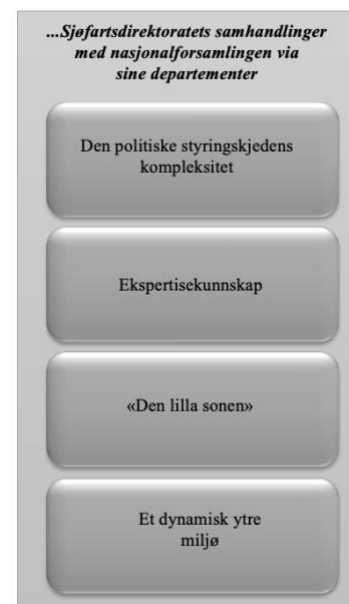 ...Sjøfartsdirektoratets samhandlinger
med nasjonalforsamlingen via
sine departementer
Den politiske styringskjedens
kompleksitet
Ekspertisekunnskap
«Den lilla sonen»
Et dynamisk ytre
miljø